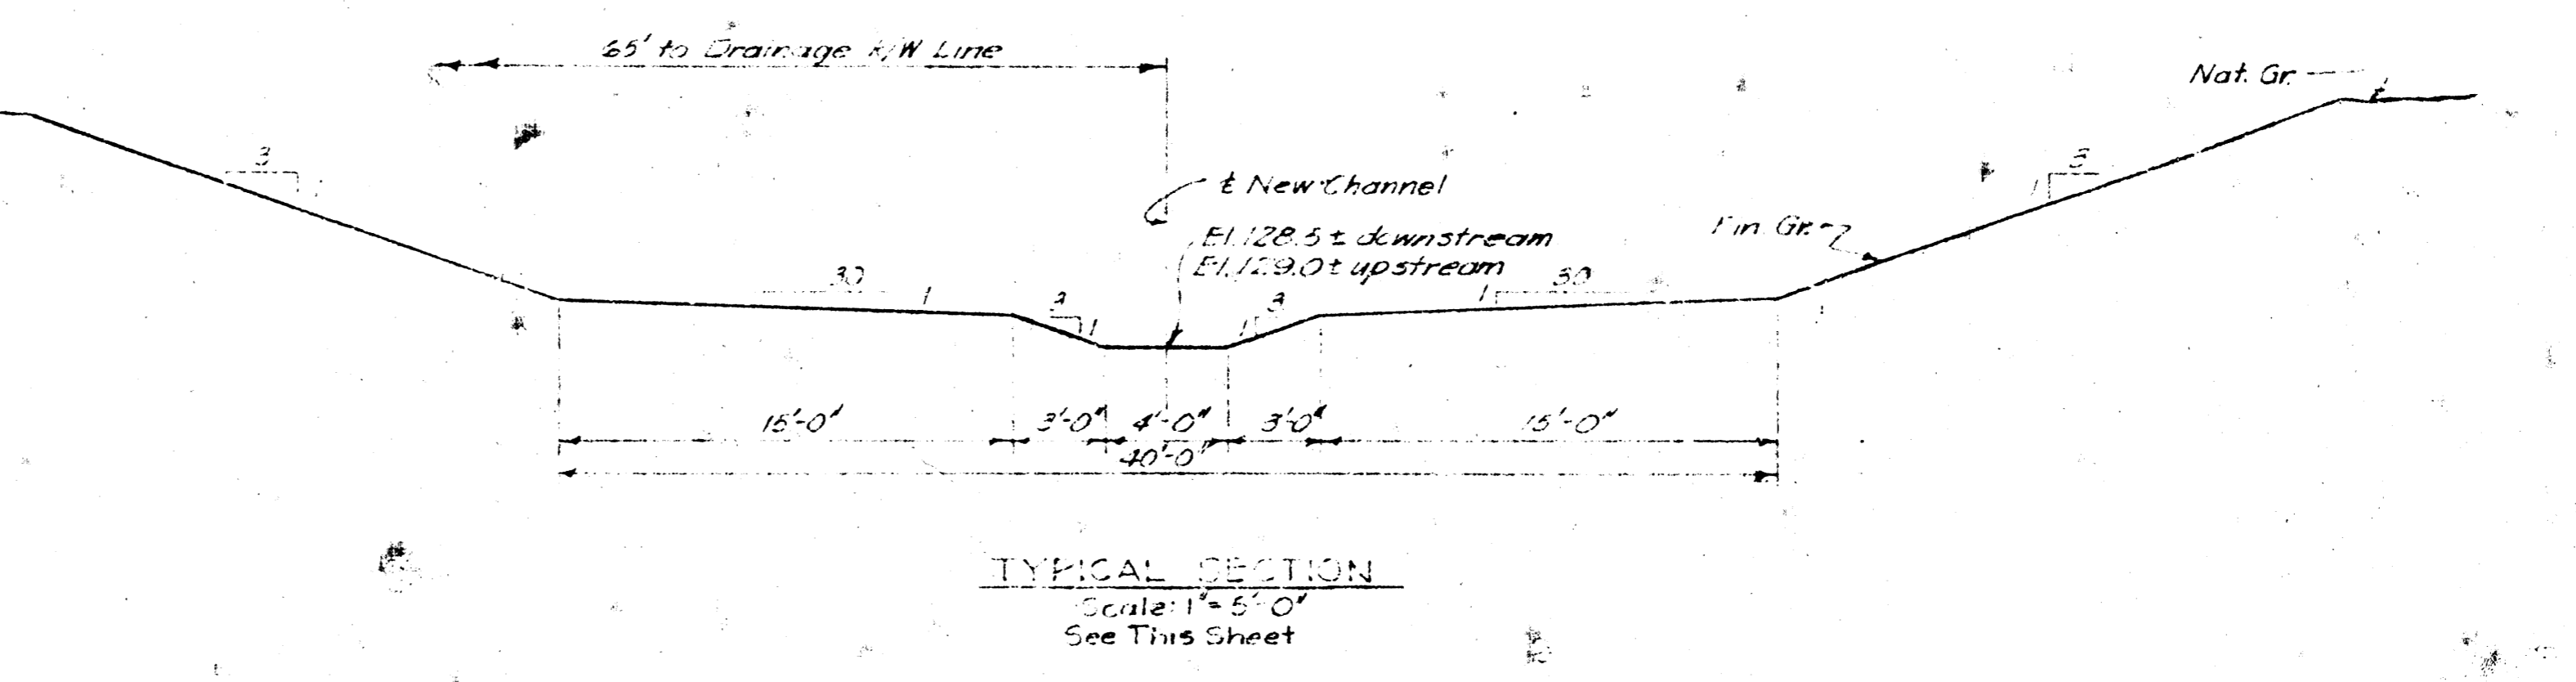 65' to Drainage R/W Line
Nat. Gr.
3
3
1
℄ New Channel
El. 128.5 ± downstream
El. 129.0 ± upstream
Fin. Gr.
30
1
3
1
1
3
1
30
15'-0"
3'-0"
4'-0"
3'-0"
15'-0"
40'-0"
TYPICAL SECTION
Scale: 1" = 5'-0"
See This Sheet